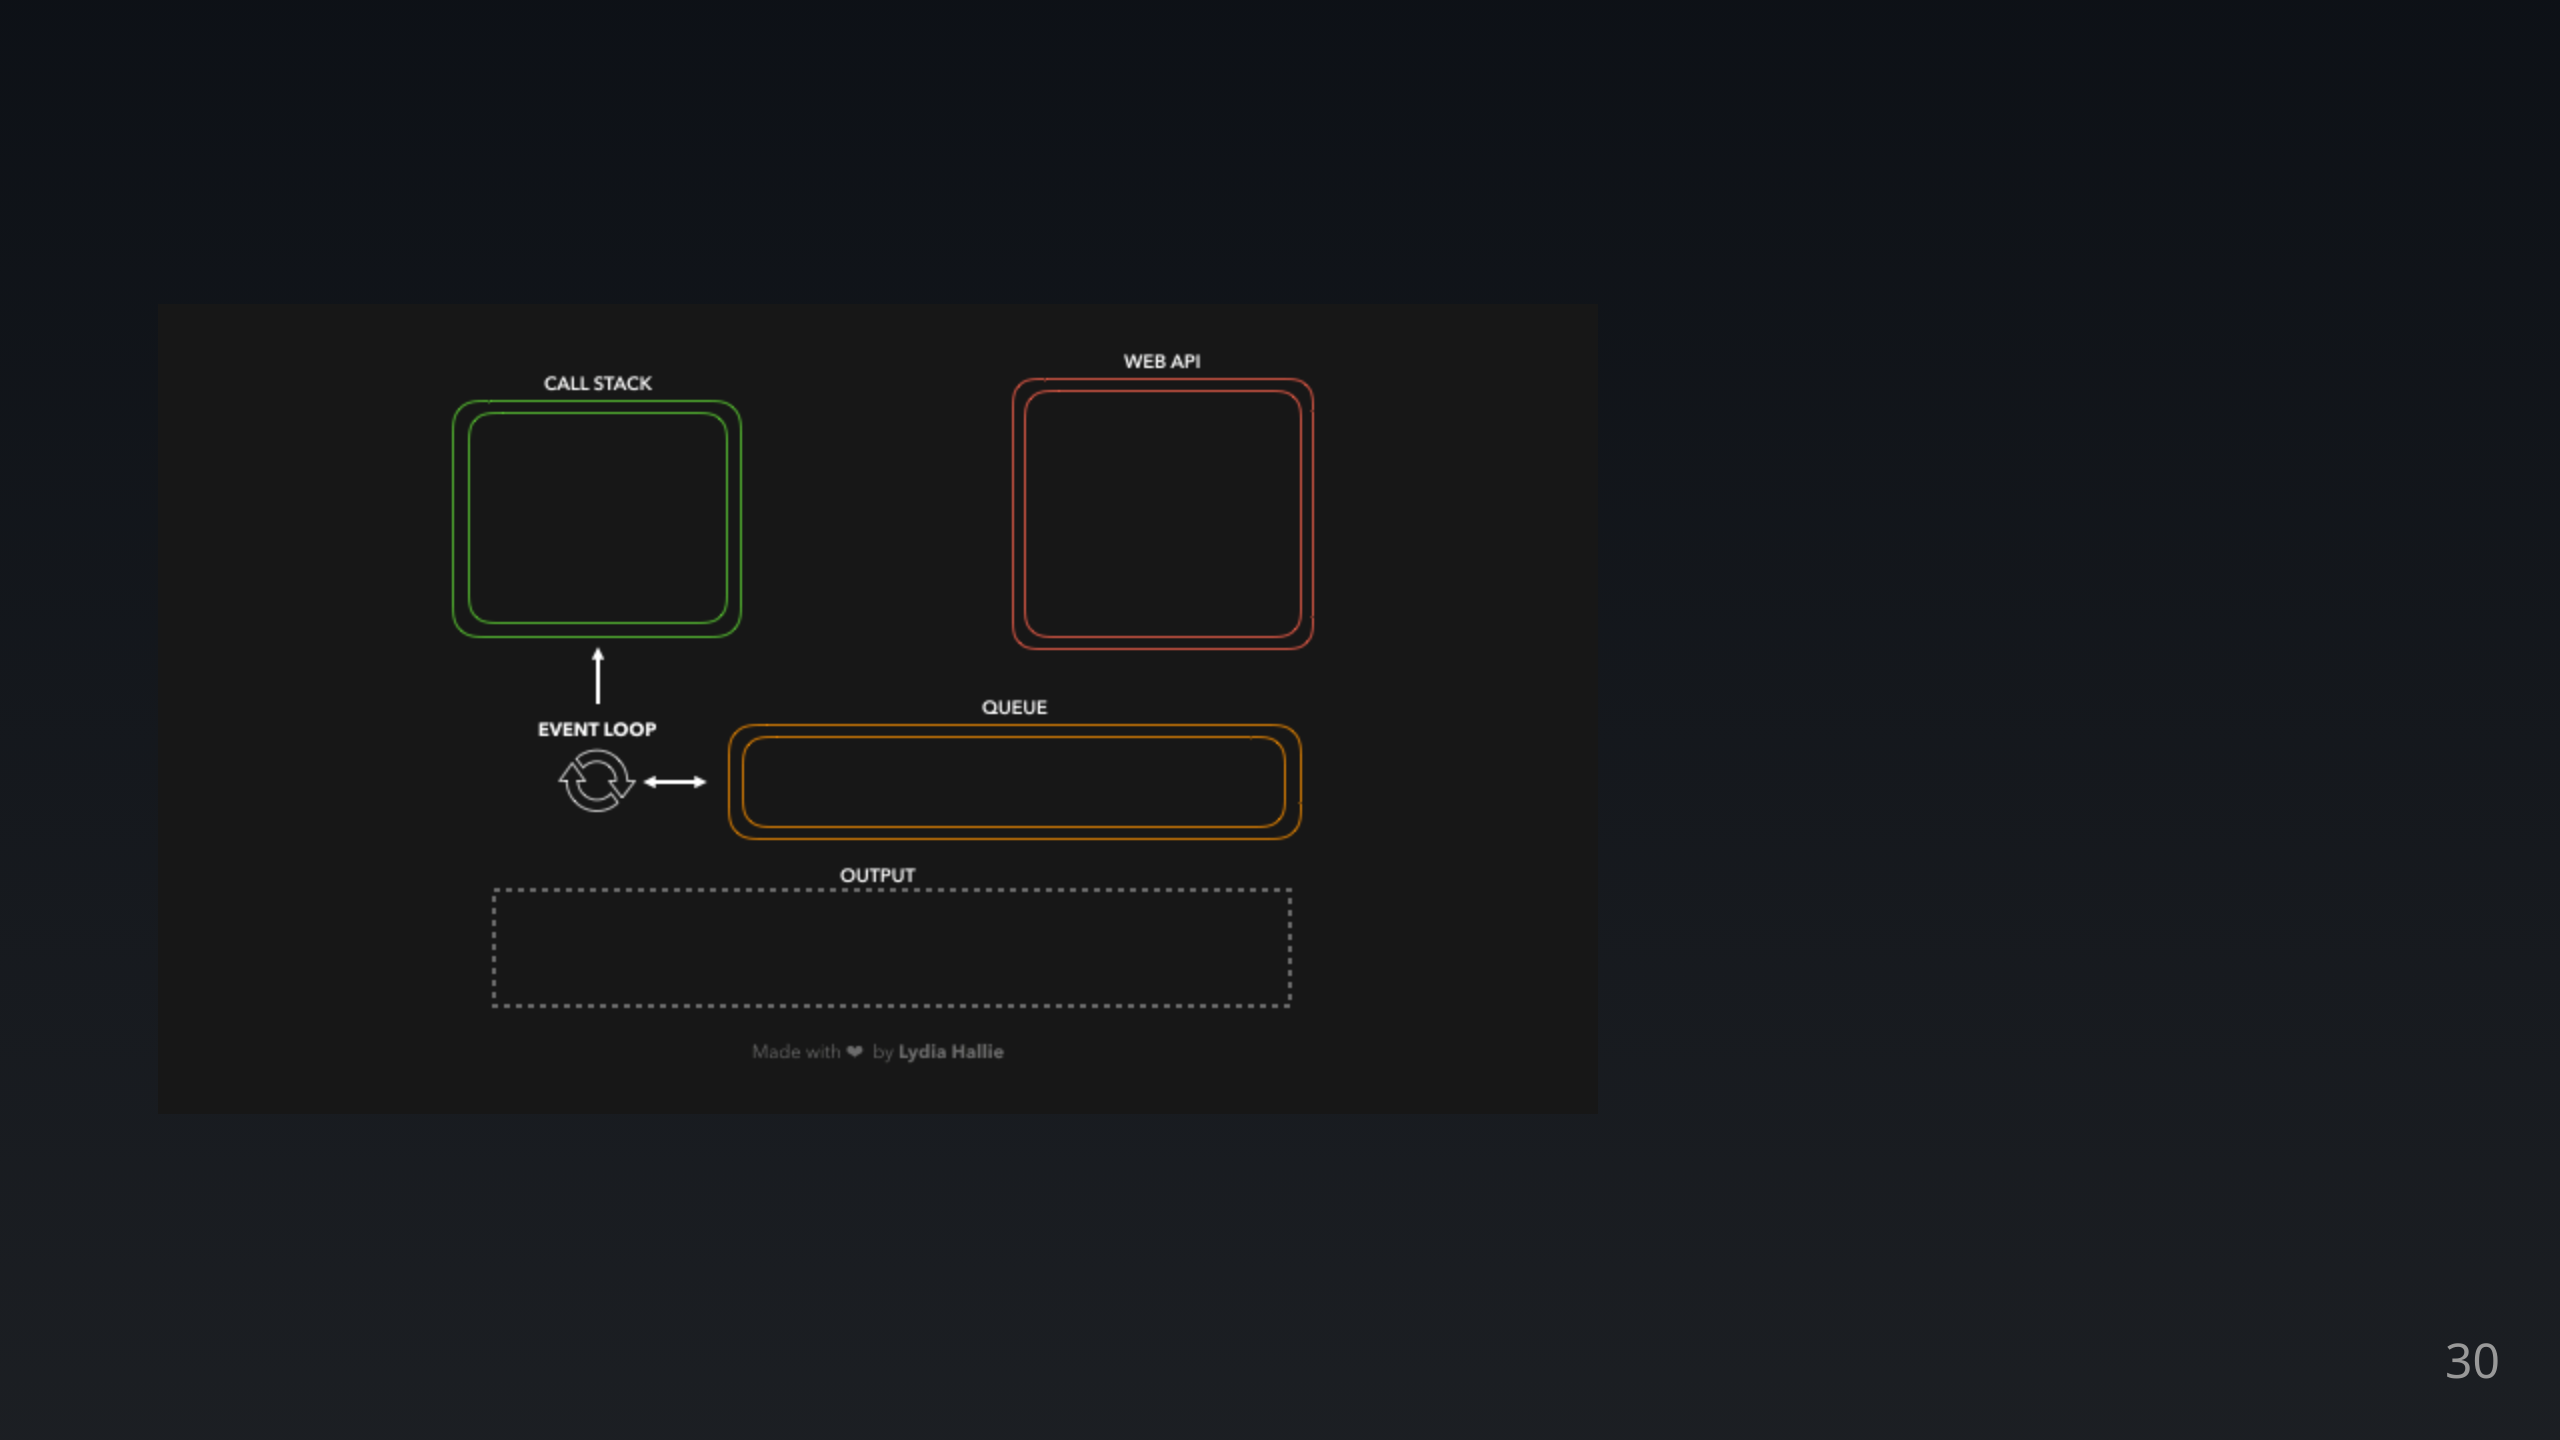 WEB API
CALL STACK
QUEUE
EVENT LOOP
OUTPUT
Made with ❤ by Lydia Hallie
30